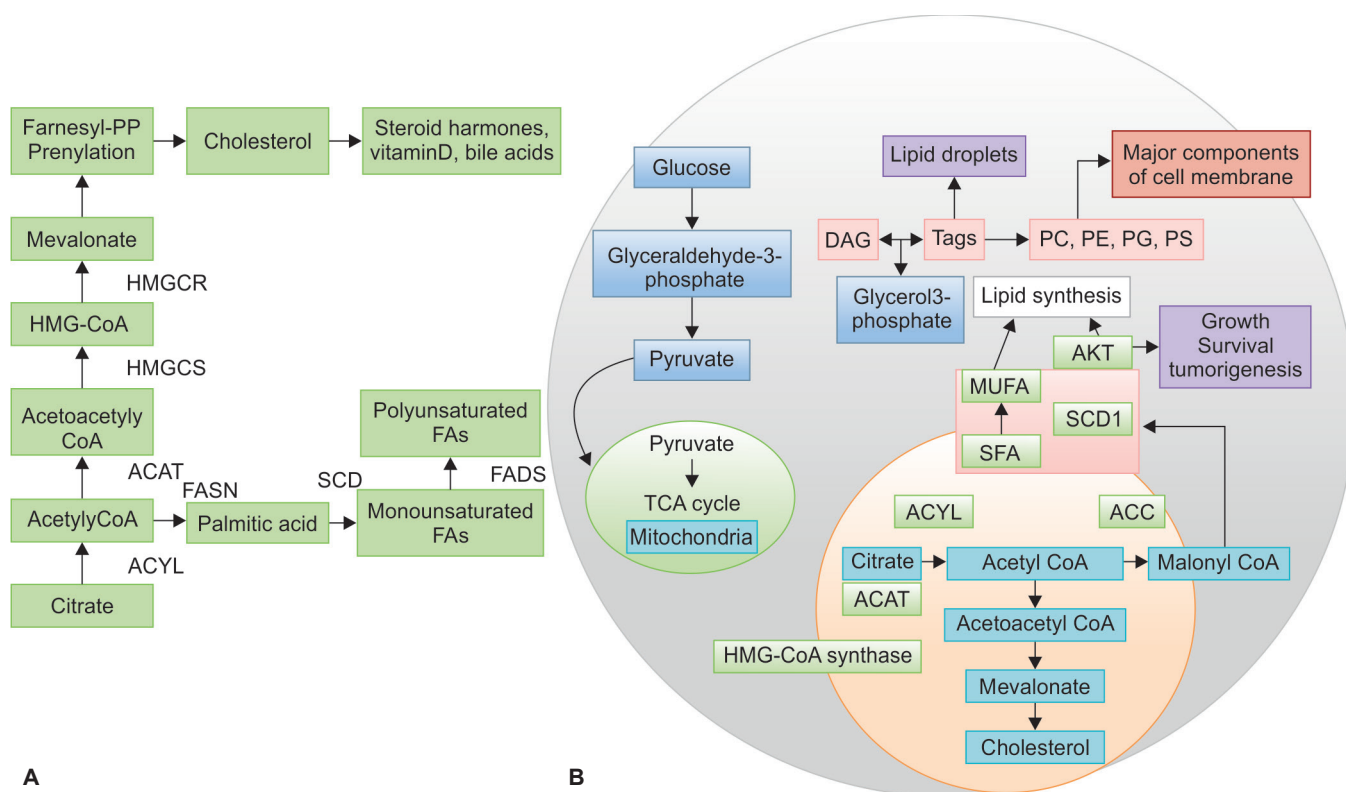 Farnesyl-PP
Prenylation
Cholesterol
Steroid harmones,
vitaminD, bile acids
Mevalonate
HMGCR
HMG-CoA
HMGCS
Acetoacetyly
CoA
Polyunsaturated
FAs
ACAT
FASN
SCD
FADS
AcetylyCoA
Palmitic acid
Monounsaturated
FAs
ACYL
Citrate
A
Glucose
Glyceraldehyde-3-
phosphate
Pyruvate
Pyruvate
TCA cycle
Mitochondria
Lipid droplets
Major components
of cell membrane
DAG
Tags
PC, PE, PG, PS
Glycerol3-
phosphate
Lipid synthesis
AKT
Growth
Survival
tumorigenesis
MUFA
SCD1
SFA
ACYL
ACC
Citrate
Acetyl CoA
Malonyl CoA
ACAT
Acetoacetyl CoA
HMG-CoA synthase
Mevalonate
Cholesterol
B